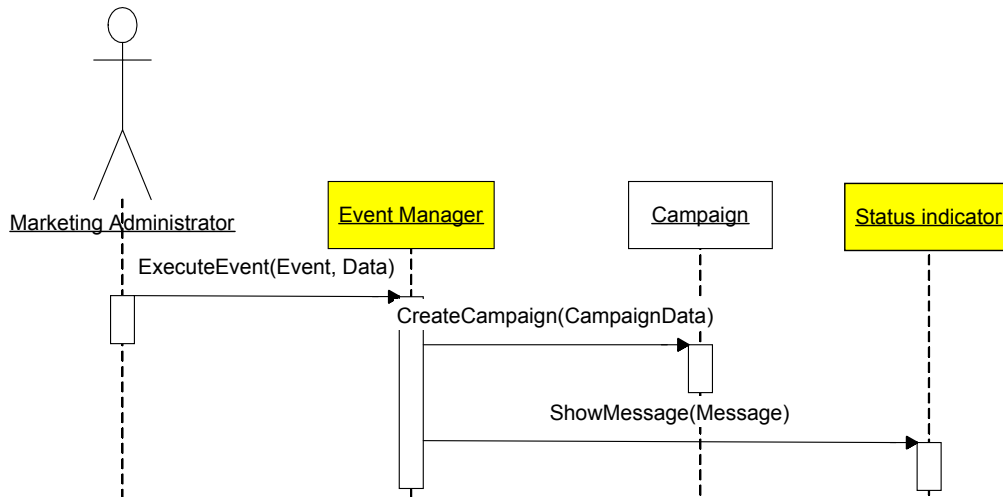 Marketing Administrator
Event Manager
Campaign
Status indicator
ExecuteEvent(Event, Data)
CreateCampaign(CampaignData)
ShowMessage(Message)